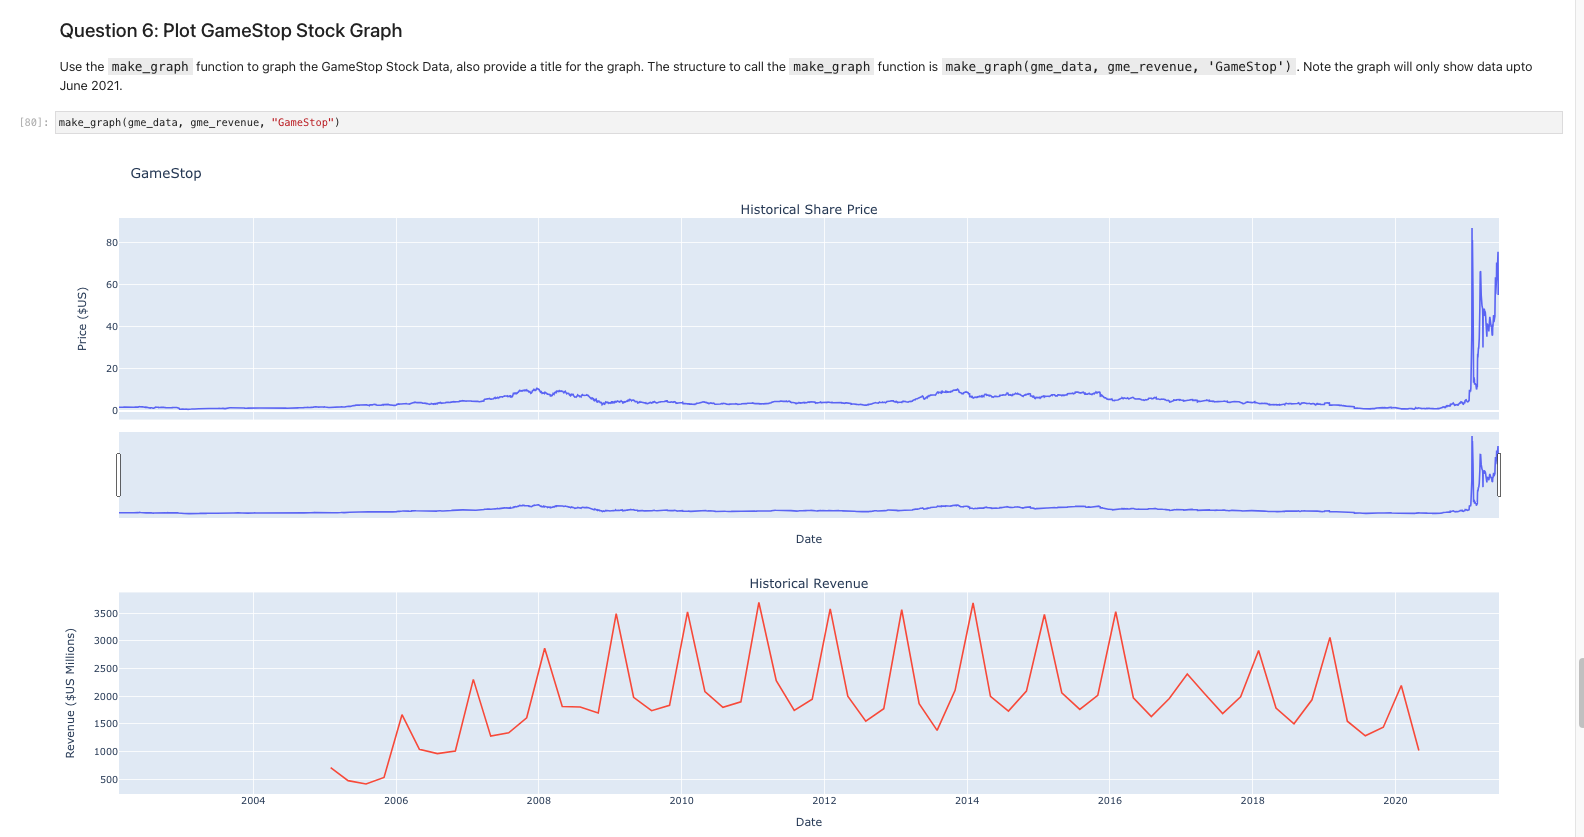 Question 6: Plot GameStop Stock Graph
Use the make_graph function to graph the GameStop Stock Data, also provide a title for the graph. The structure to call the make_graph function is make_graph(gme_data, gme_revenue, 'GameStop'). Note the graph will only show data upto
June 2021.
[80]: make_graph(gme_data, gme_revenue, "GameStop")
GameStop
Historical Share Price
80
60
40
20
0
Price ($US)
Date
Historical Revenue
3500
3000
2500
2000
1500
1000
500
Revenue ($US Millions)
2004 2006 2008 2010 2012 2014 2016 2018 2020
Date